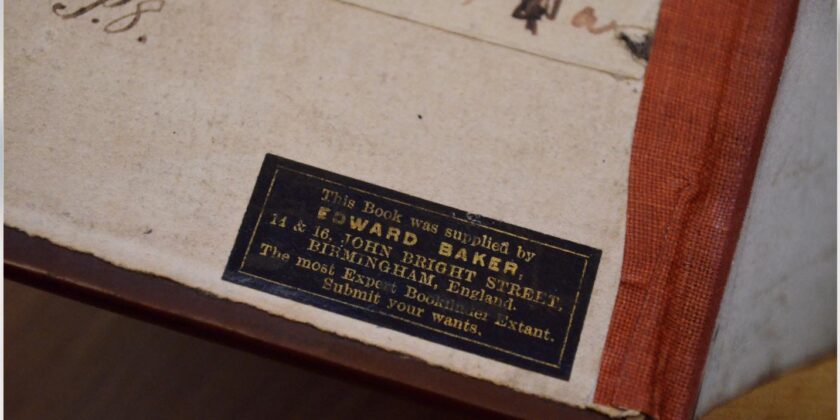 98.
This Book was supplied by
EDWARD BAKER,
14 & 16, JOHN BRIGHT STREET,
BIRMINGHAM, England.
The most Expert Bookfinder Extant.
Submit your wants.